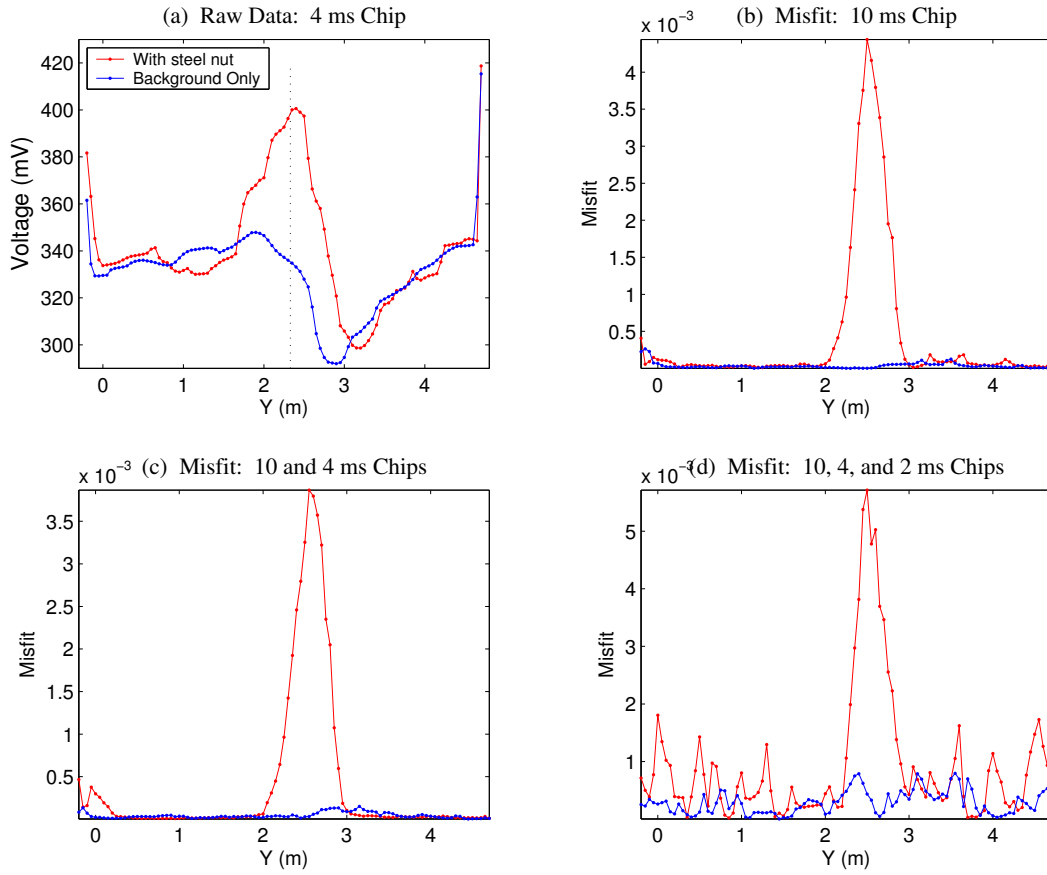 (a) Raw Data: 4 ms Chip
With steel nut
Background Only
Voltage (mV)
420
400
380
360
340
320
300
0 1 2 3 4
Y (m)
(b) Misfit: 10 ms Chip
x 10⁻³
Misfit
4
3.5
3
2.5
2
1.5
1
0.5
0 1 2 3 4
Y (m)
(c) Misfit: 10 and 4 ms Chips
x 10⁻³
Misfit
3.5
3
2.5
2
1.5
1
0.5
0 1 2 3 4
Y (m)
(d) Misfit: 10, 4, and 2 ms Chips
x 10⁻³
Misfit
5
4
3
2
1
0 1 2 3 4
Y (m)